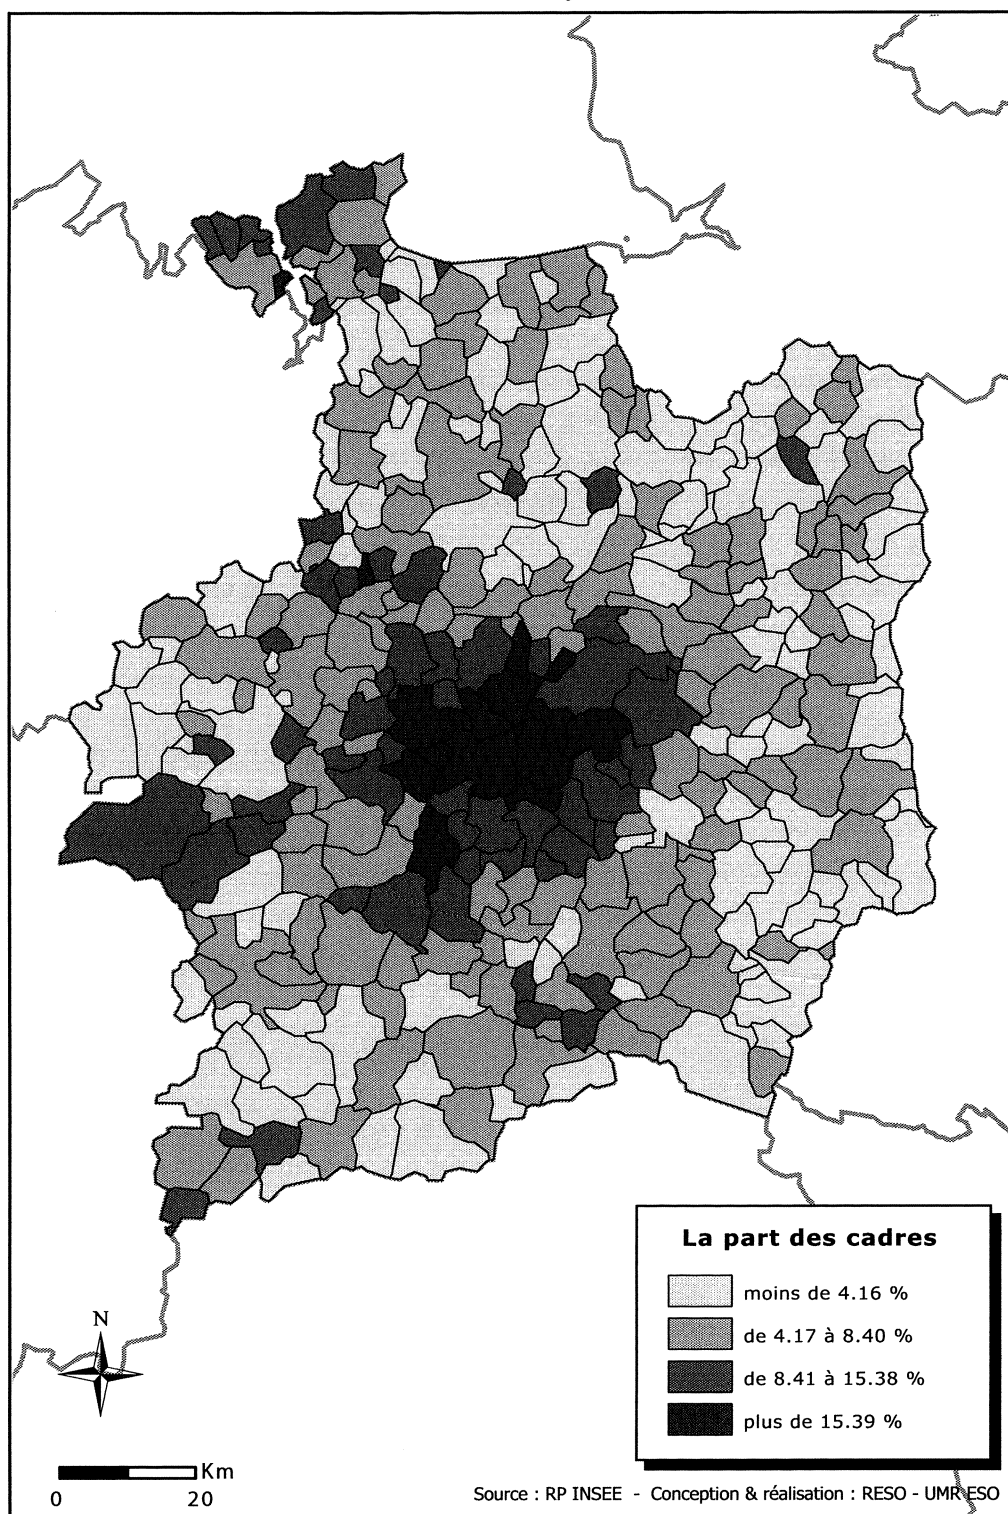 La part des cadres
moins de 4.16 %
de 4.17 à 8.40 %
de 8.41 à 15.38 %
plus de 15.39 %
N
Km
0 20
Source : RP INSEE - Conception & réalisation : RESO - UMR ESO